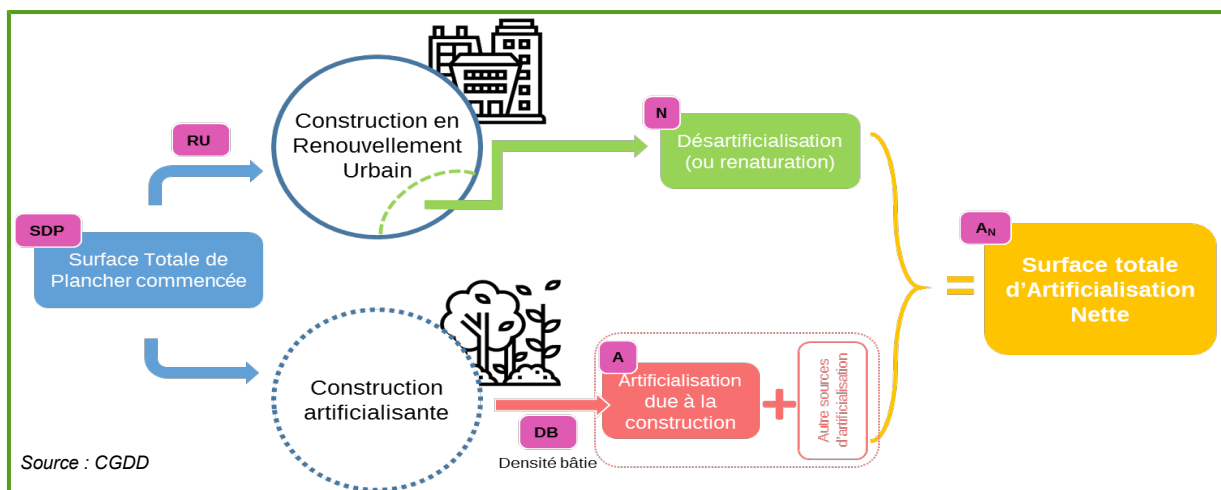 Construction en
Renouvellement
Urbain
RU
N
Désartificialisation
(ou renaturation)
SDP
Surface Totale de
Plancher commencée
A_N
Surface totale
d'Artificialisation
Nette
=
Construction
artificialisante
A
Artificialisation
due à la
construction
+
Autre sources
d'artificialisation
DB
Densité bâtie
Source : CGDD